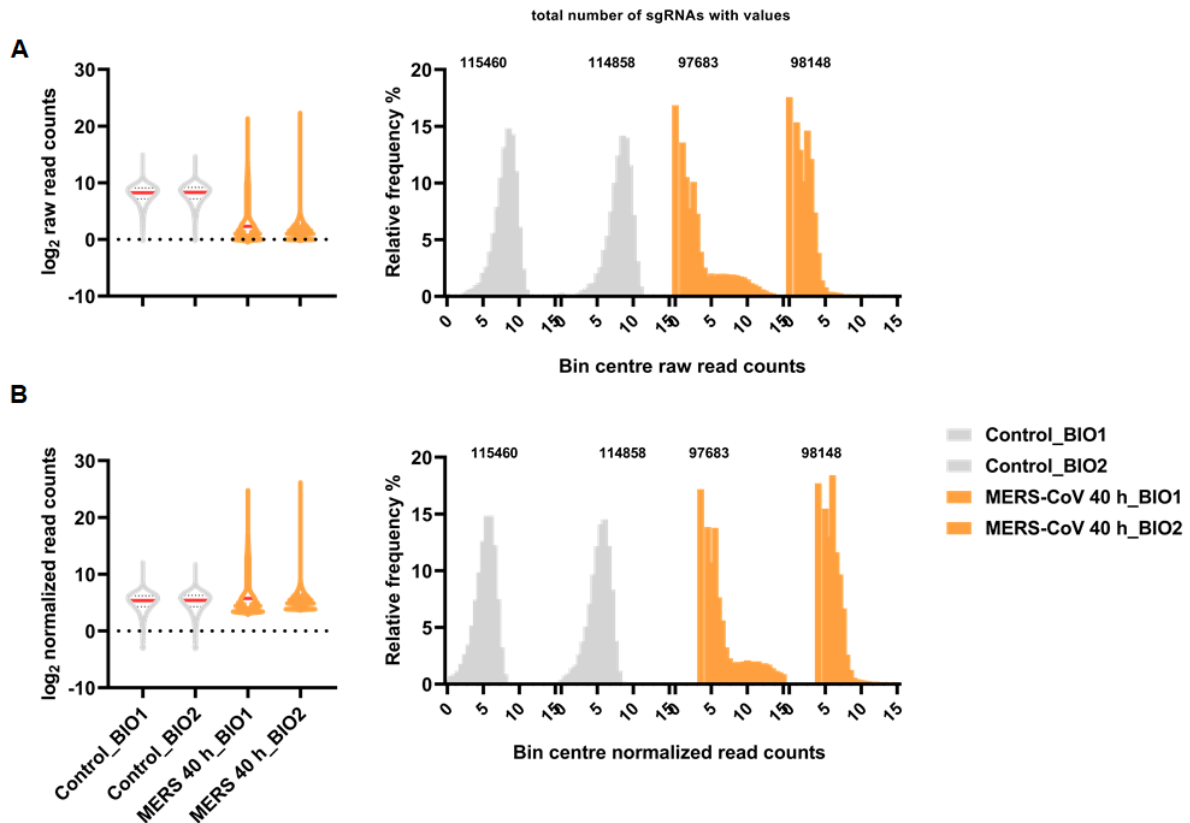 total number of sgRNAs with values
A
115460 114858 97683 98148
log2 raw read counts
30
20
10
0
-10
Relative frequency %
20
15
10
5
0
0 5 10 15 0 5 10 15 0 5 10 15 0 5 10 15
Bin centre raw read counts
B
115460 114858 97683 98148
log2 normalized read counts
30
20
10
0
-10
Control_BIO1
Control_BIO2
MERS 40 h_BIO1
MERS 40 h_BIO2
Relative frequency %
20
15
10
5
0
0 5 10 15 0 5 10 15 0 5 10 15 0 5 10 15
Bin centre normalized read counts
Control_BIO1
Control_BIO2
MERS-CoV 40 h_BIO1
MERS-CoV 40 h_BIO2